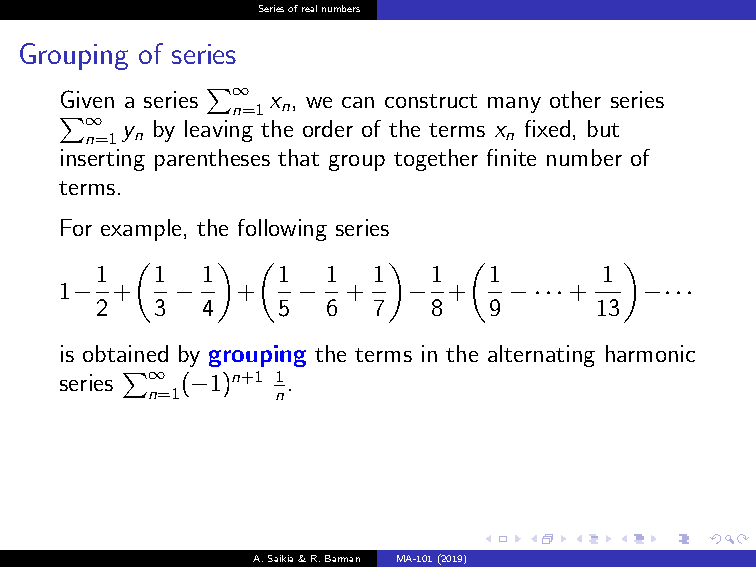 Series of real numbers
Grouping of series
Given a series ∑_{n=1}^{∞} x_n, we can construct many other series
∑_{n=1}^{∞} y_n by leaving the order of the terms x_n fixed, but
inserting parentheses that group together finite number of
terms.
For example, the following series
1 − 1/2 + (1/3 − 1/4) + (1/5 − 1/6 + 1/7) − 1/8 + (1/9 − ··· + 1/13) − ···
is obtained by grouping the terms in the alternating harmonic
series ∑_{n=1}^{∞} (−1)^{n+1} 1/n.
A. Saikia & R. Barman MA-101 (2019)